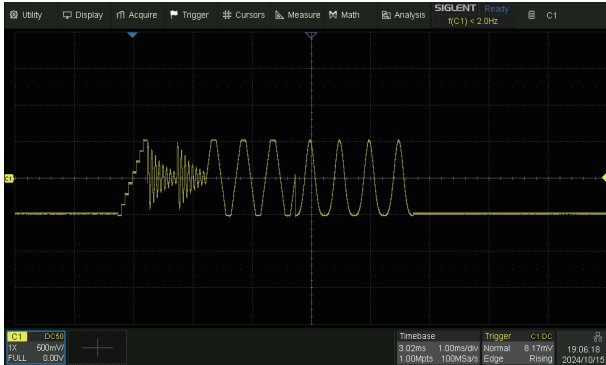 Utility Display Acquire Trigger Cursors Measure Math Analysis SIGLENT Ready C1
f(C1) < 2.0Hz
C1
C1 DC50
1X 500mV/
FULL 0.00V
Timebase
3.02ms 1.00ms/div
1.00Mpts 100MSa/s
Trigger C1 DC
Normal 8.17mV
Edge Rising
19:06:18
2024/10/15